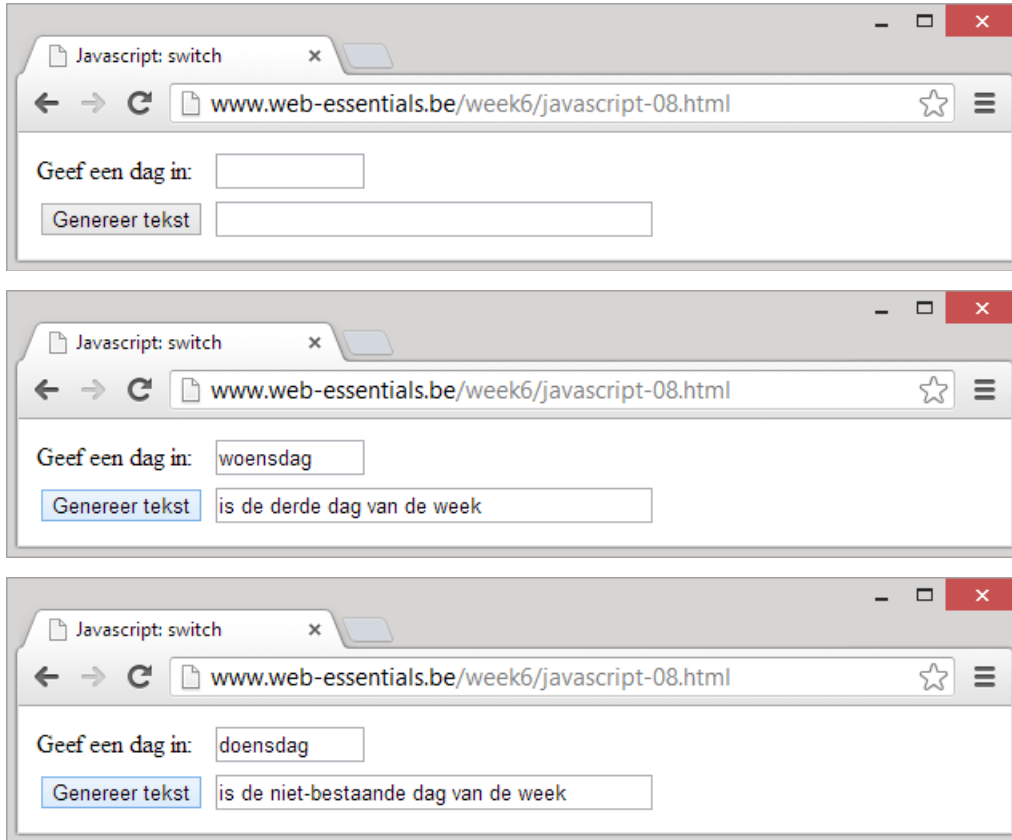 Javascript: switch
www.web-essentials.be/week6/javascript-08.html
Geef een dag in:
Genereer tekst
Javascript: switch
www.web-essentials.be/week6/javascript-08.html
Geef een dag in: woensdag
Genereer tekst is de derde dag van de week
Javascript: switch
www.web-essentials.be/week6/javascript-08.html
Geef een dag in: doensdag
Genereer tekst is de niet-bestaande dag van de week